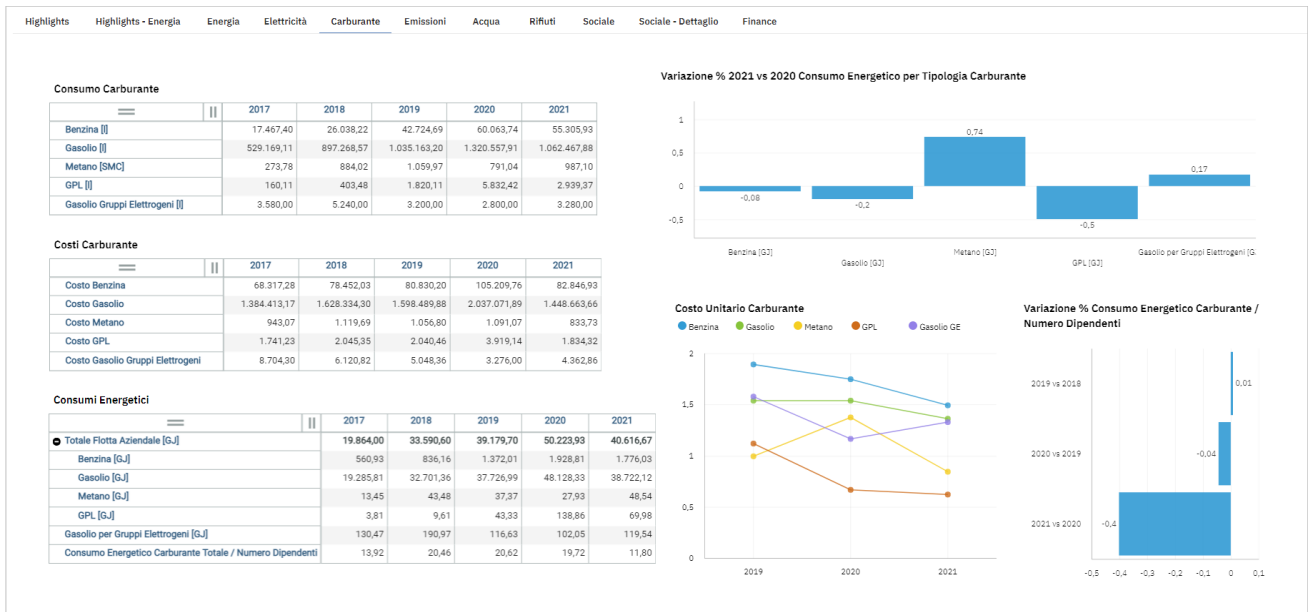 Highlights Highlights - Energia Energia Elettricità Carburante Emissioni Acqua Rifiuti Sociale Sociale - Dettaglio Finance
Consumo Carburante
2017 2018 2019 2020 2021
Benzina [l] 17.467,40 26.038,22 42.724,69 60.063,74 55.305,93
Gasolio [l] 529.169,11 897.268,57 1.035.163,20 1.320.557,91 1.062.467,88
Metano [SMC] 273,78 884,02 1.059,97 791,04 987,10
GPL [l] 160,11 403,48 1.820,11 5.832,42 2.939,37
Gasolio Gruppi Elettrogeni [l] 3.580,00 5.240,00 3.200,00 2.800,00 3.280,00
Costi Carburante
2017 2018 2019 2020 2021
Costo Benzina 68.317,28 78.452,03 80.830,20 105.209,76 82.846,93
Costo Gasolio 1.384.413,17 1.628.334,30 1.598.489,88 2.037.071,89 1.448.663,66
Costo Metano 943,07 1.119,69 1.056,80 1.091,07 833,73
Costo GPL 1.741,23 2.045,35 2.040,46 3.919,14 1.834,32
Costo Gasolio Gruppi Elettrogeni 8.704,30 6.120,82 5.048,36 3.276,00 4.362,86
Consumi Energetici
2017 2018 2019 2020 2021
Totale Flotta Aziendale [GJ] 19.864,00 33.590,60 39.179,70 50.223,93 40.616,67
Benzina [GJ] 560,93 836,16 1.372,01 1.928,81 1.776,03
Gasolio [GJ] 19.285,81 32.701,36 37.726,99 48.128,33 38.722,12
Metano [GJ] 13,45 43,48 37,37 27,93 48,54
GPL [GJ] 3,81 9,61 43,33 138,86 69,98
Gasolio per Gruppi Elettrogeni [GJ] 130,47 190,97 116,63 102,05 119,54
Consumo Energetico Carburante Totale / Numero Dipendenti 13,92 20,46 20,62 19,72 11,80
Variazione % 2021 vs 2020 Consumo Energetico per Tipologia Carburante
1
0,74
0,5
0,17
0
-0,08
-0,2
-0,5
-0,5
Benzina [GJ] Metano [GJ] Gasolio per Gruppi Elettrogeni [G
Gasolio [GJ] GPL [GJ]
Costo Unitario Carburante
Benzina Gasolio Metano GPL Gasolio GE
2
1,5
1
0,5
0
2019 2020 2021
Variazione % Consumo Energetico Carburante /
Numero Dipendenti
2019 vs 2018 0,01
2020 vs 2019 -0,04
2021 vs 2020 -0,4
-0,5 -0,4 -0,3 -0,2 -0,1 0 0,1